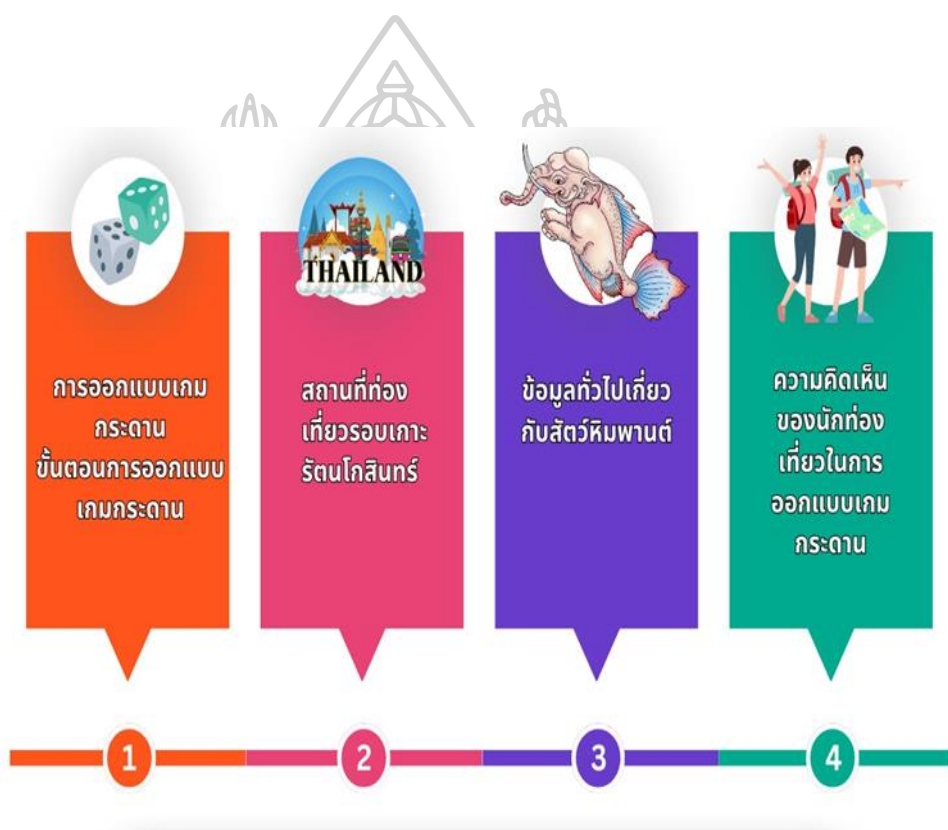 THAILAND
การออกแบบเกม
กระดาน
ขั้นตอนการออกแบบ
เกมกระดาน
สถานที่ท่อง
เที่ยวรอบเกาะ
รัตนโกสินทร์
ข้อมูลทั่วไปเกี่ยว
กับสัตว์หิมพานต์
ความคิดเห็น
ของนักท่อง
เที่ยวในการ
ออกแบบเกม
กระดาน
1
2
3
4